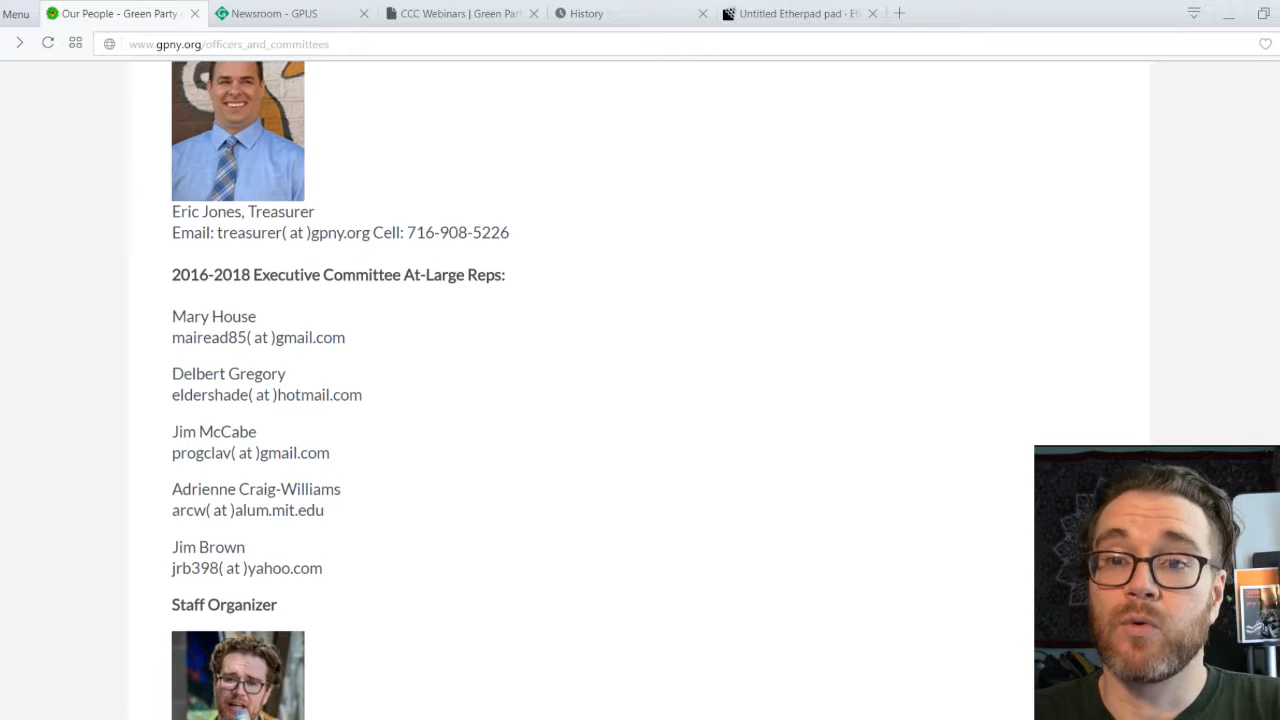 Menu
Our People - Green Party
Newsroom - GPUS
CCC Webinars | Green Part
History
Untitled Etherpad pad - Eth
www.gpny.org/officers_and_committees
Eric Jones, Treasurer
Email: treasurer( at )gpny.org Cell: 716-908-5226
2016-2018 Executive Committee At-Large Reps:
Mary House
mairead85( at )gmail.com
Delbert Gregory
eldershade( at )hotmail.com
Jim McCabe
progclav( at )gmail.com
Adrienne Craig-Williams
arcw( at )alum.mit.edu
Jim Brown
jrb398( at )yahoo.com
Staff Organizer